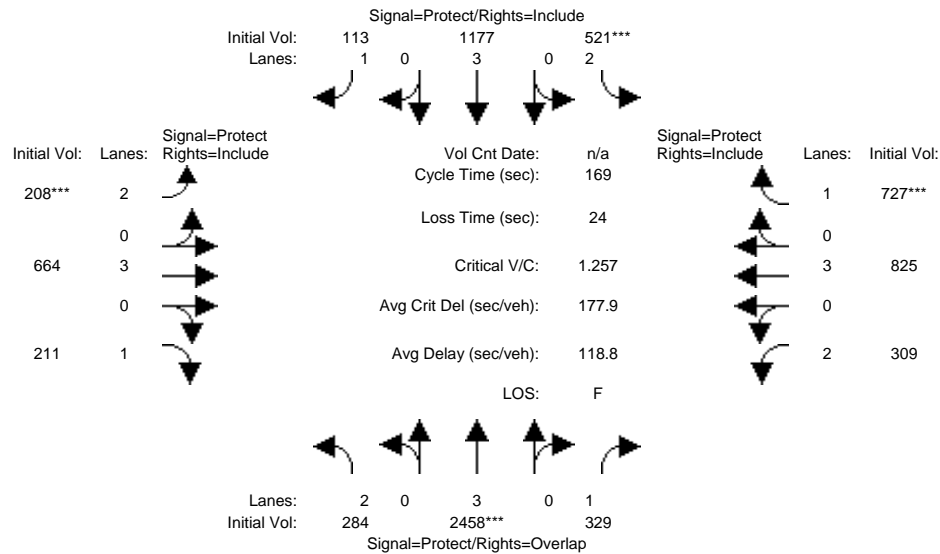 Signal=Protect/Rights=Include
Initial Vol: 113 1177 521***
Lanes: 1 0 3 0 2
Signal=Protect Signal=Protect
Initial Vol: Lanes: Rights=Include Vol Cnt Date: n/a Rights=Include Lanes: Initial Vol:
Cycle Time (sec): 169
208*** 2 1 727***
Loss Time (sec): 24
0 0
664 3 Critical V/C: 1.257 3 825
0 Avg Crit Del (sec/veh): 177.9 0
211 1 Avg Delay (sec/veh): 118.8 2 309
LOS: F
Lanes: 2 0 3 0 1
Initial Vol: 284 2458*** 329
Signal=Protect/Rights=Overlap